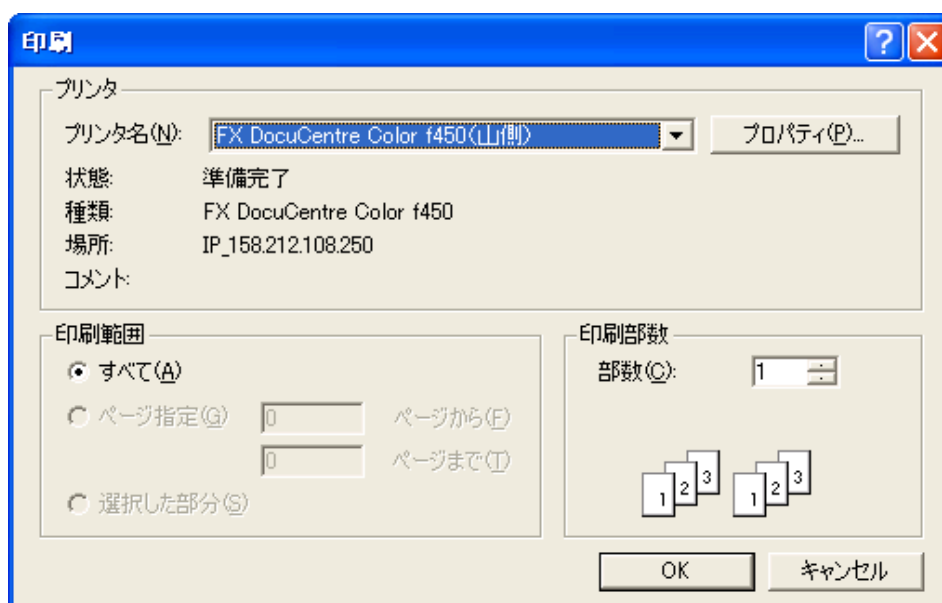 印刷
プリンタ
プリンタ名(N): FX DocuCentre Color f450(山側) プロパティ(P)...
状態: 準備完了
種類: FX DocuCentre Color f450
場所: IP_158.212.108.250
コメント:
印刷範囲
すべて(A)
ページ指定(G) 0 ページから(F)
0 ページまで(T)
選択した部分(S)
印刷部数
部数(C): 1
1 2 3 1 2 3
OK キャンセル